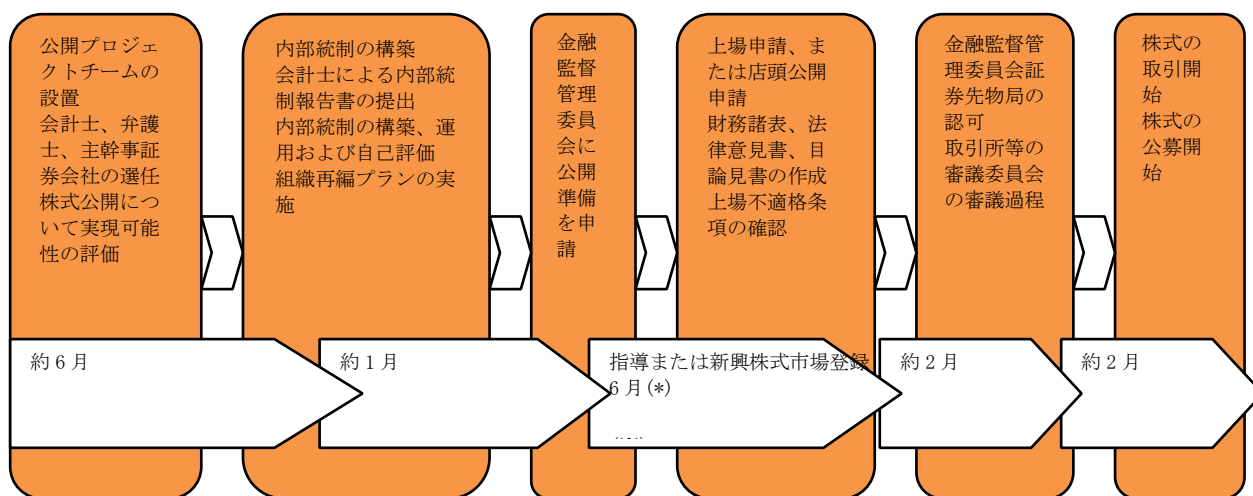 公開プロジェ
クトチームの
設置
会計士、弁護
士、主幹事証
券会社の選任
株式公開につ
いて実現可能
性の評価
内部統制の構築
会計士による内部統
制報告書の提出
内部統制の構築、運
用および自己評価
組織再編プランの実
施
金融
監督
管理
委員
会に
公開
準備
を申
請
上場申請、ま
たは店頭公開
申請
財務諸表、法
律意見書、目
論見書の作成
上場不適格条
項の確認
金融監督管
理委員会証
券先物局の
認可
取引所等の
審議委員会
の審議過程
株式の
取引開
始
株式の
公募開
始
約6月
約1月
指導または新興株式市場登録
6月(*)
約2月
約2月